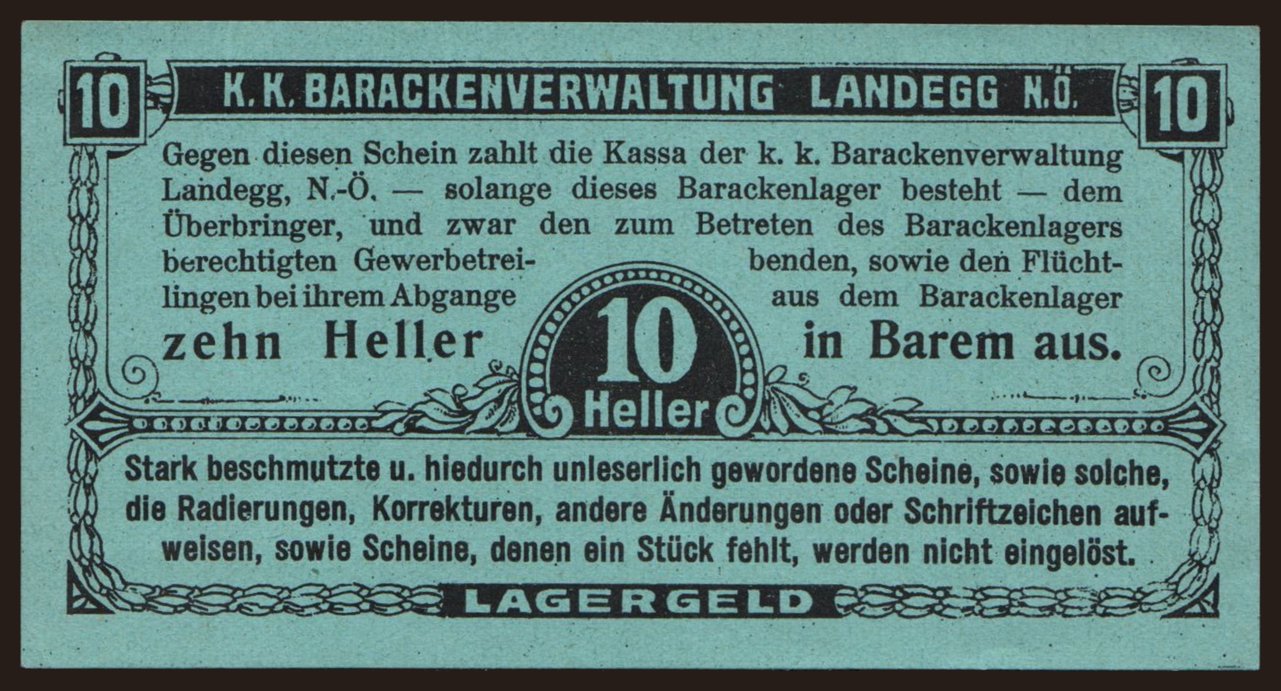 10 K. K. BARACKENVERWALTUNG LANDEGG N.Ö. 10
Gegen diesen Schein zahlt die Kassa der k. k. Barackenverwaltung
Landegg, N.-Ö. — solange dieses Barackenlager besteht — dem
Überbringer, und zwar den zum Betreten des Barackenlagers
berechtigten Gewerbetrei- benden, sowie den Flücht-
lingen bei ihrem Abgange aus dem Barackenlager
zehn Heller in Barem aus.
10
Heller
Stark beschmutzte u. hiedurch unleserlich gewordene Scheine, sowie solche,
die Radierungen, Korrekturen, andere Änderungen oder Schriftzeichen auf-
weisen, sowie Scheine, denen ein Stück fehlt, werden nicht eingelöst.
LAGERGELD